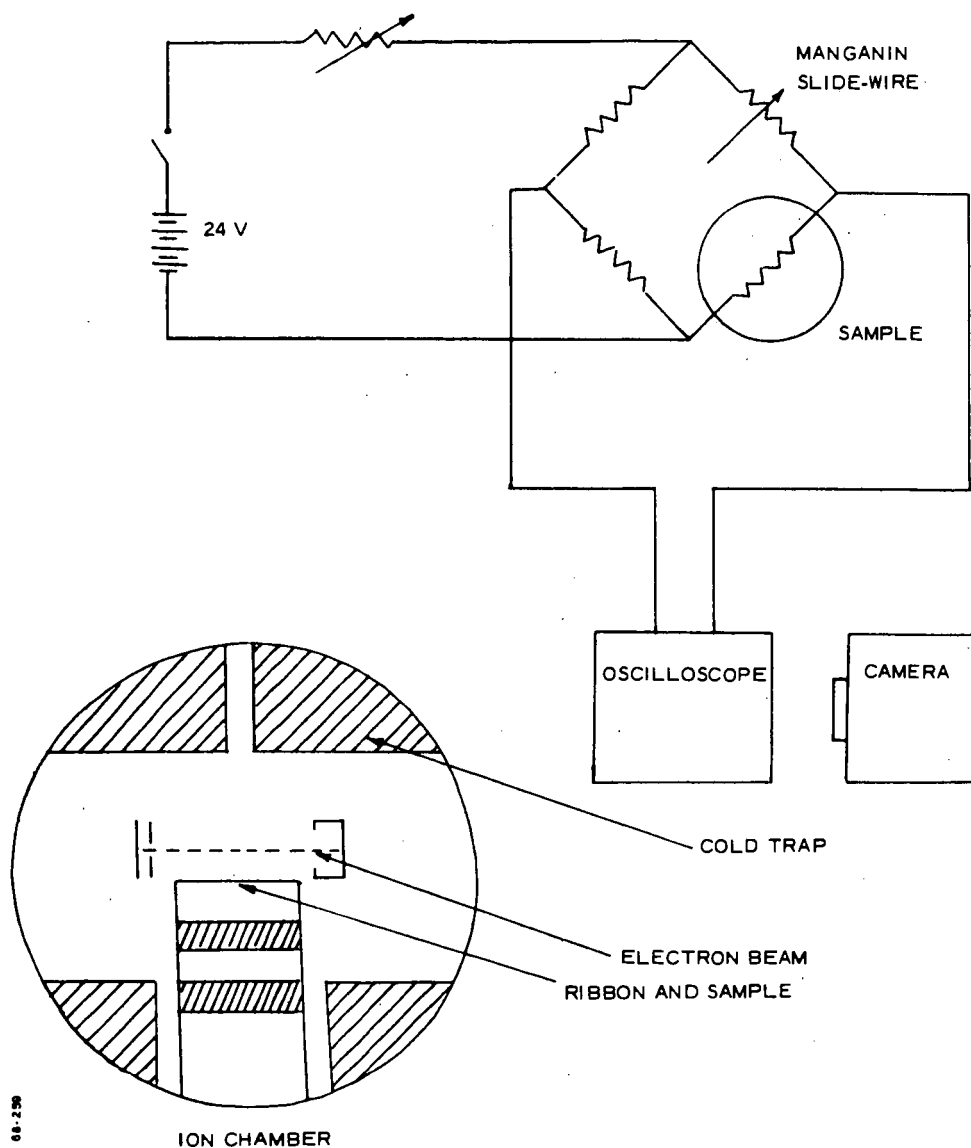 MANGANIN
SLIDE-WIRE
24 V
SAMPLE
OSCILLOSCOPE
CAMERA
COLD TRAP
ELECTRON BEAM
RIBBON AND SAMPLE
ION CHAMBER